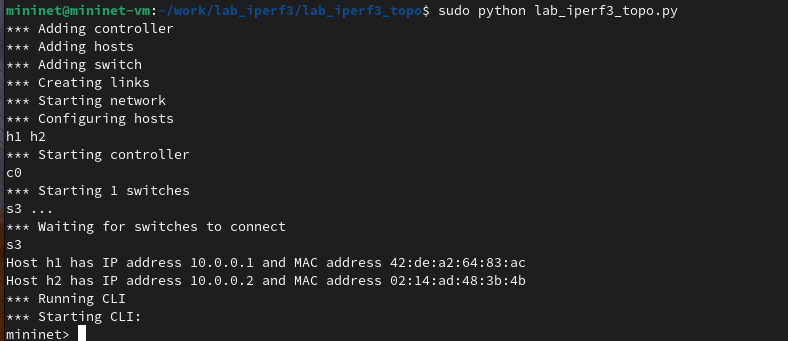 mininet@mininet-vm:~/work/lab_iperf3/lab_iperf3_topo$ sudo python lab_iperf3_topo.py
*** Adding controller
*** Adding hosts
*** Adding switch
*** Creating links
*** Starting network
*** Configuring hosts
h1 h2
*** Starting controller
c0
*** Starting 1 switches
s3 ...
*** Waiting for switches to connect
s3
Host h1 has IP address 10.0.0.1 and MAC address 42:de:a2:64:83:ac
Host h2 has IP address 10.0.0.2 and MAC address 02:14:ad:48:3b:4b
*** Running CLI
*** Starting CLI:
mininet>